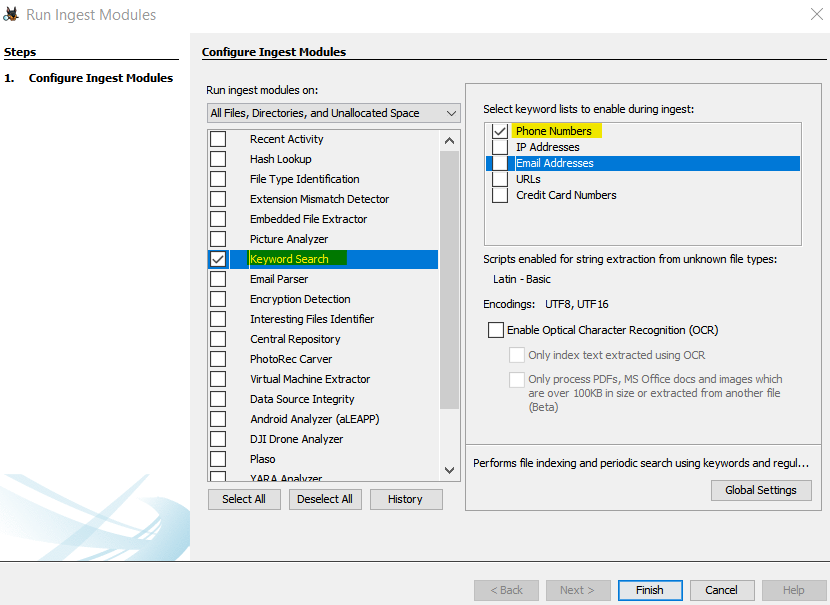 Run Ingest Modules
Steps
1. Configure Ingest Modules
Configure Ingest Modules
Run ingest modules on:
All Files, Directories, and Unallocated Space
Recent Activity
Hash Lookup
File Type Identification
Extension Mismatch Detector
Embedded File Extractor
Picture Analyzer
Keyword Search
Email Parser
Encryption Detection
Interesting Files Identifier
Central Repository
PhotoRec Carver
Virtual Machine Extractor
Data Source Integrity
Android Analyzer (aLEAPP)
DJI Drone Analyzer
Plaso
YARA Analyzer
Select All
Deselect All
History
Select keyword lists to enable during ingest:
Phone Numbers
IP Addresses
Email Addresses
URLs
Credit Card Numbers
Scripts enabled for string extraction from unknown file types:
Latin - Basic
Encodings: UTF8, UTF16
Enable Optical Character Recognition (OCR)
Only index text extracted using OCR
Only process PDFs, MS Office docs and images which
are over 100KB in size or extracted from another file
(Beta)
Performs file indexing and periodic search using keywords and regul...
Global Settings
< Back
Next >
Finish
Cancel
Help